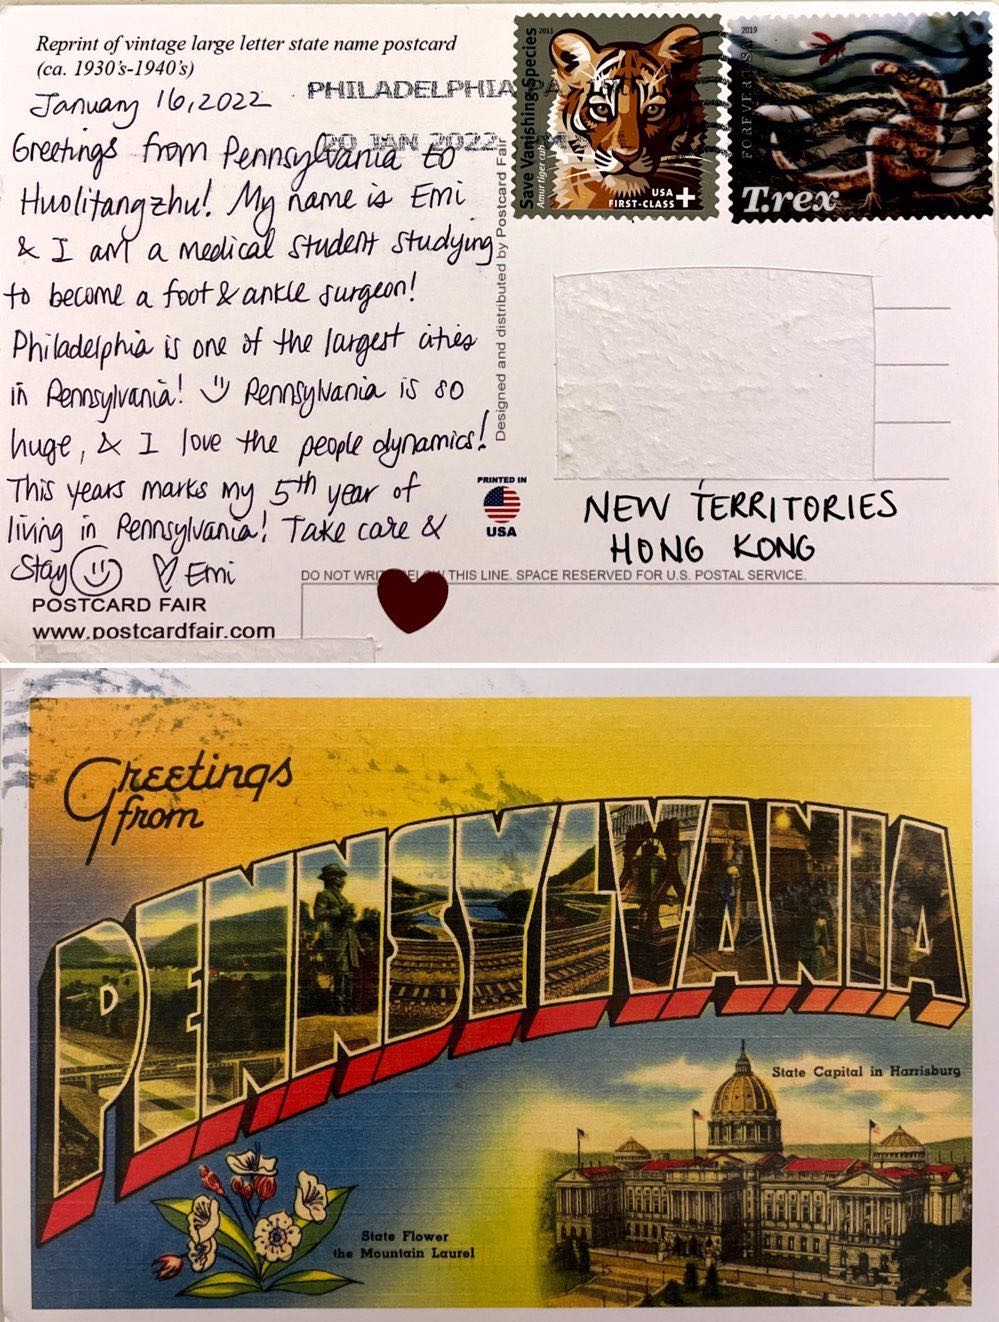 Reprint of vintage large letter state name postcard
(ca. 1930's-1940's)
January 16, 2022
Greetings from Pennsylvania to
Huolitangzhu! My name is Emi
& I am a medical student studying
to become a foot & ankle surgeon!
Philadelphia is one of the largest cities
in Pennsylvania! Pennsylvania is so
huge, & I love the people dynamics!
This years marks my 5th year of
living in Pennsylvania! Take care &
Stay ♡ Emi
POSTCARD FAIR
www.postcardfair.com
PHILADELPHIA PA
20 JAN 2022
Save Vanishing Species
2011
Amur tiger cub
USA
FIRST-CLASS+
2019
FOREVER USA
T.rex
Designed and distributed by Postcard Fair
PRINTED IN
USA
NEW TERRITORIES
HONG KONG
DO NOT WRITE BELOW THIS LINE. SPACE RESERVED FOR U.S. POSTAL SERVICE.
Greetings
from
PENNSYLVANIA
State Capital in Harrisburg
State Flower
the Mountain Laurel